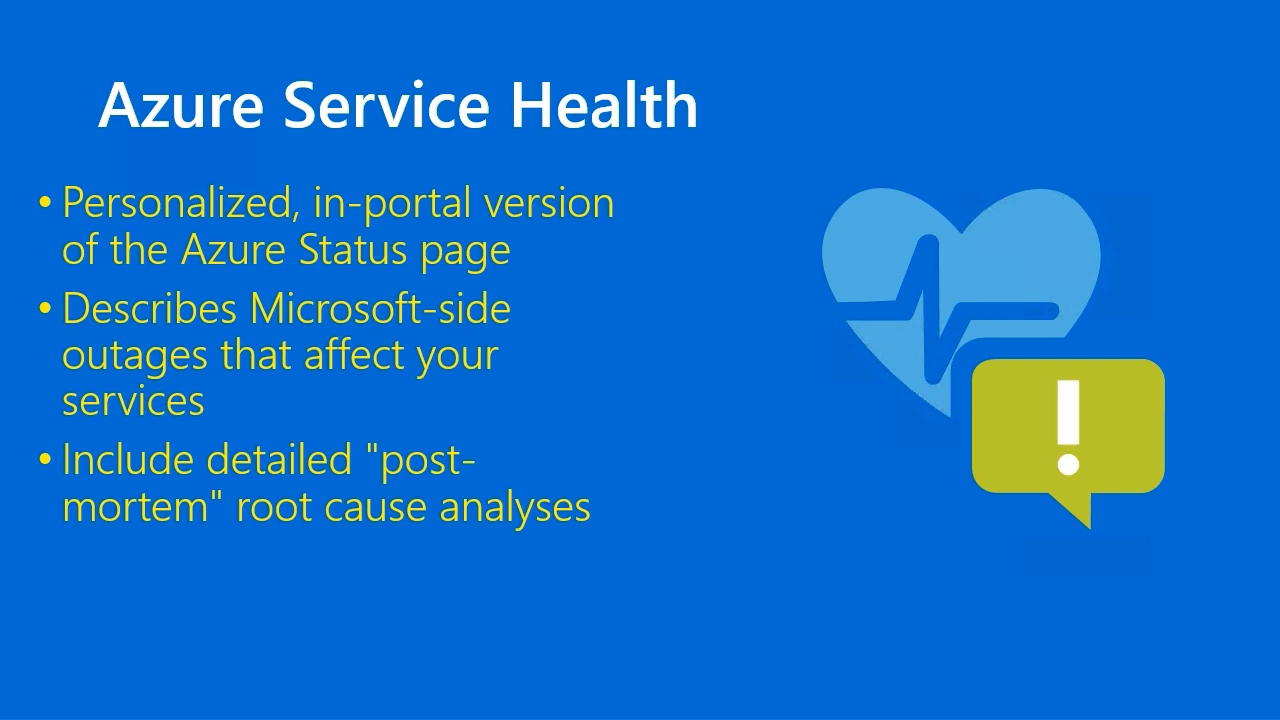 Azure Service Health
• Personalized, in-portal version
of the Azure Status page
• Describes Microsoft-side
outages that affect your
services
• Include detailed "post-
mortem" root cause analyses
!